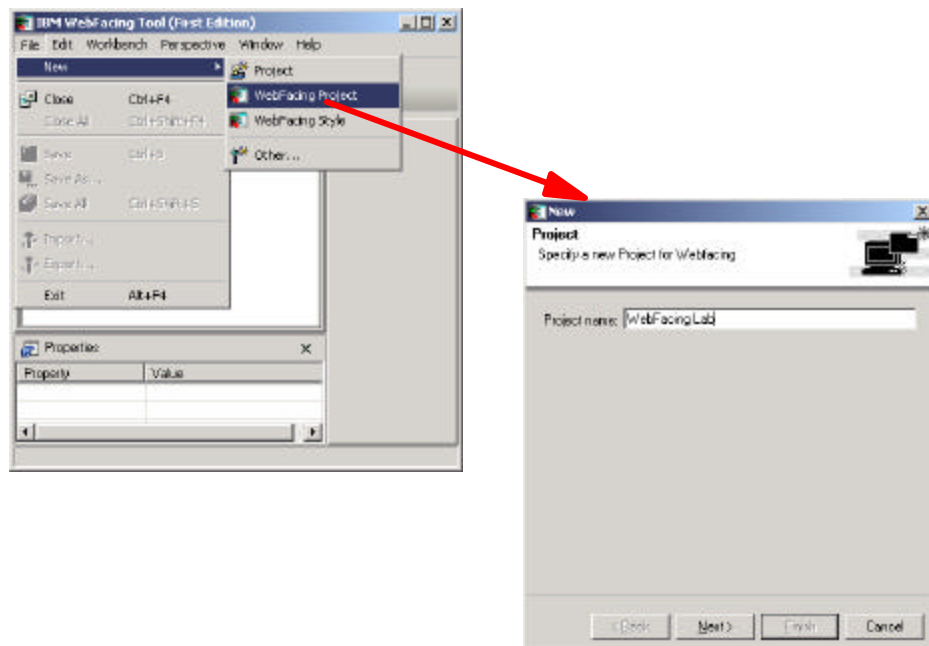 IBM WebFacing Tool (First Edition)
File Edit Workbench Perspective Window Help
New
Project
WebFacing Project
WebFacing Style
Other...
Close Ctrl+F4
Close All Ctrl+Shift+F4
Save Ctrl+S
Save As...
Save All Ctrl+Shift+S
Import...
Export...
Exit Alt+F4
Properties
Property Value
New
Project
Specify a new Project for Webfacing
Project name: WebFacing Lab
< Back Next > Finish Cancel